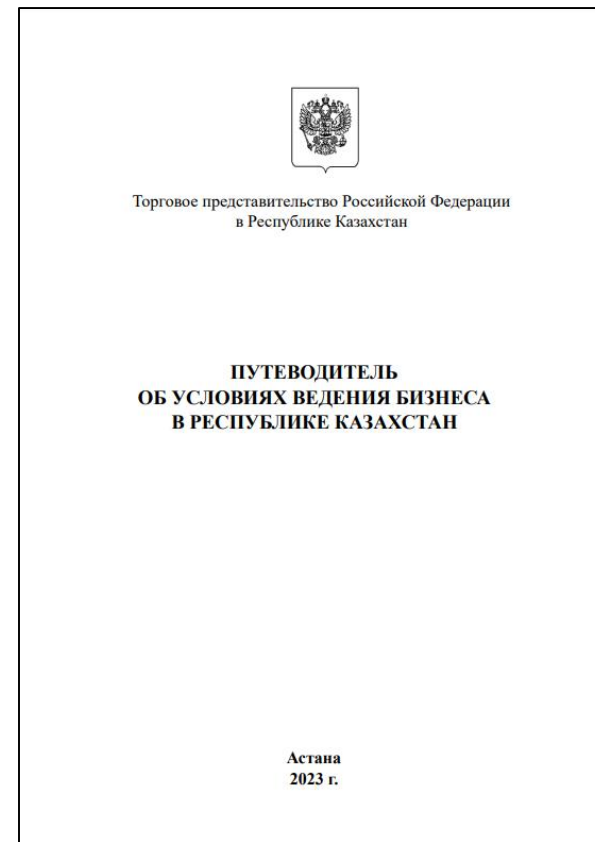 Торговое представительство Российской Федерации
в Республике Казахстан
ПУТЕВОДИТЕЛЬ
ОБ УСЛОВИЯХ ВЕДЕНИЯ БИЗНЕСА
В РЕСПУБЛИКЕ КАЗАХСТАН
Астана
2023 г.